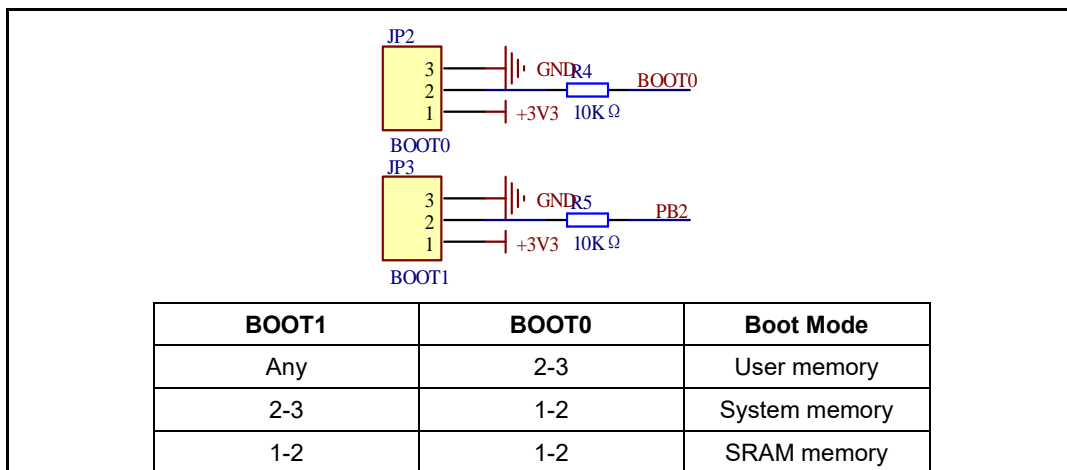 JP2
3 GND R4 BOOT0
2
1 +3V3 10KΩ
BOOT0
JP3
3 GND R5 PB2
2
1 +3V3 10KΩ
BOOT1
BOOT1 BOOT0 Boot Mode
Any 2-3 User memory
2-3 1-2 System memory
1-2 1-2 SRAM memory